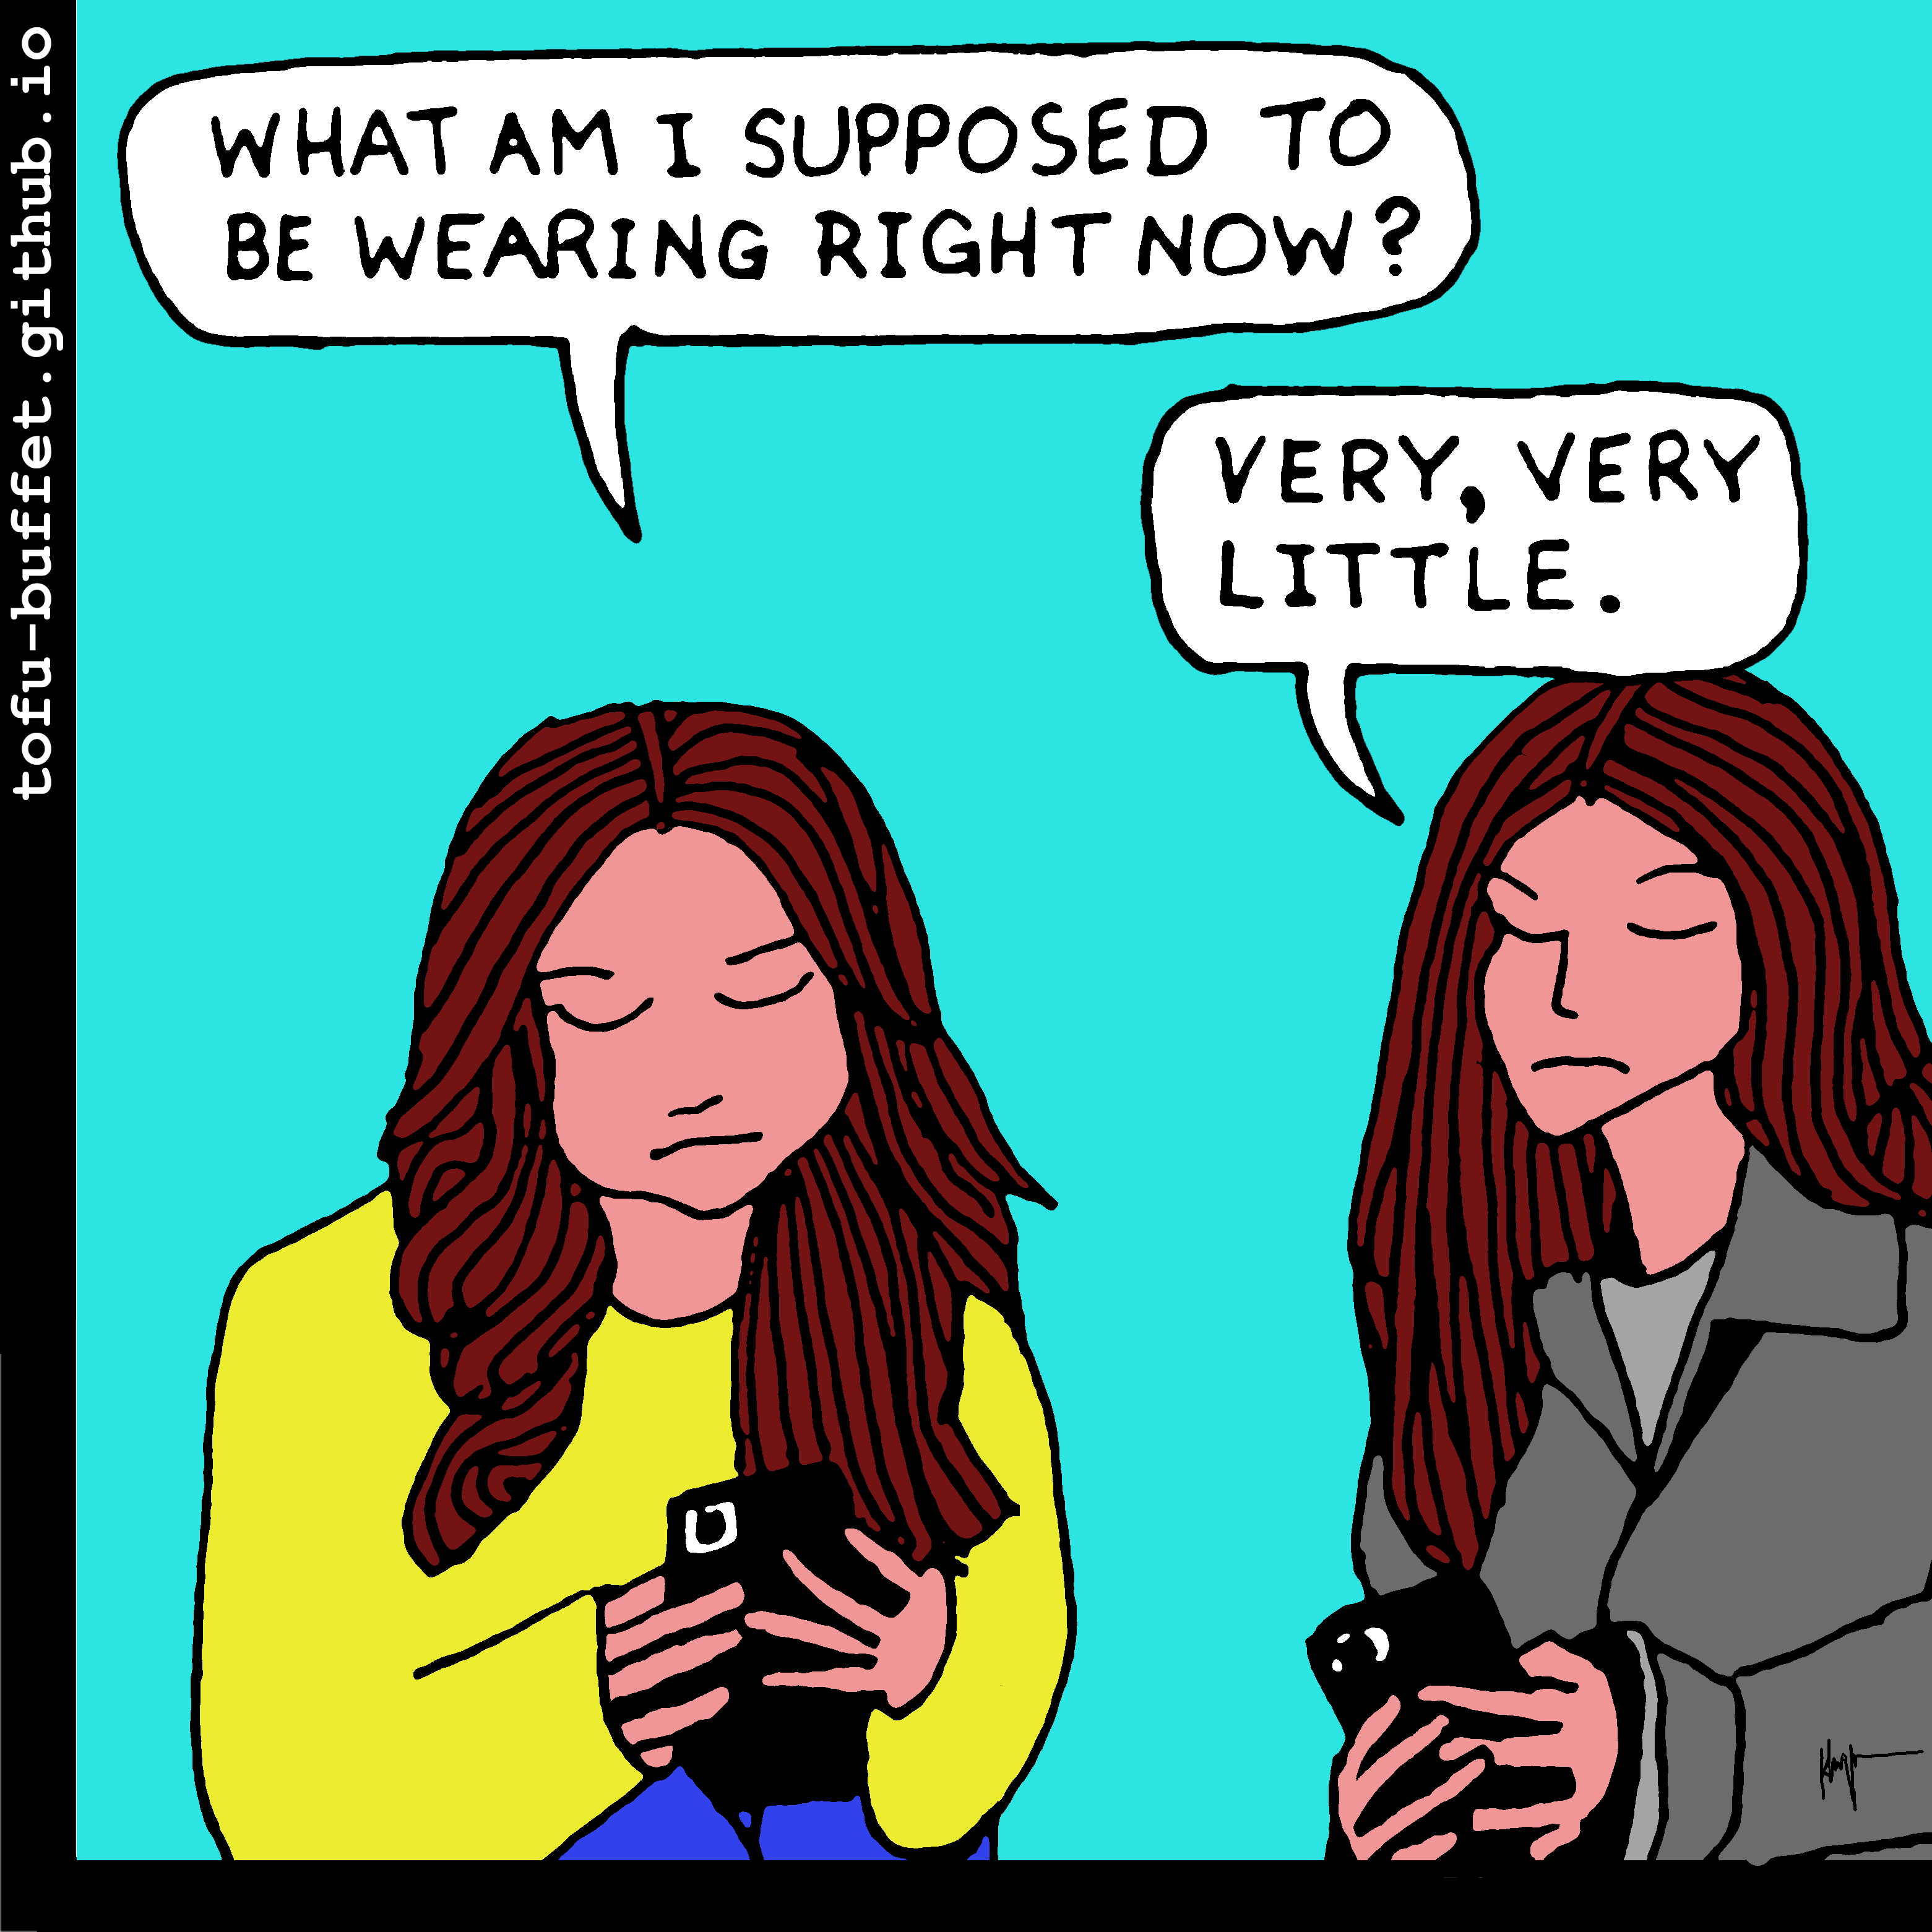 tofu-buffet.github.io
WHAT AM I SUPPOSED TO
BE WEARING RIGHT NOW?
VERY, VERY
LITTLE.